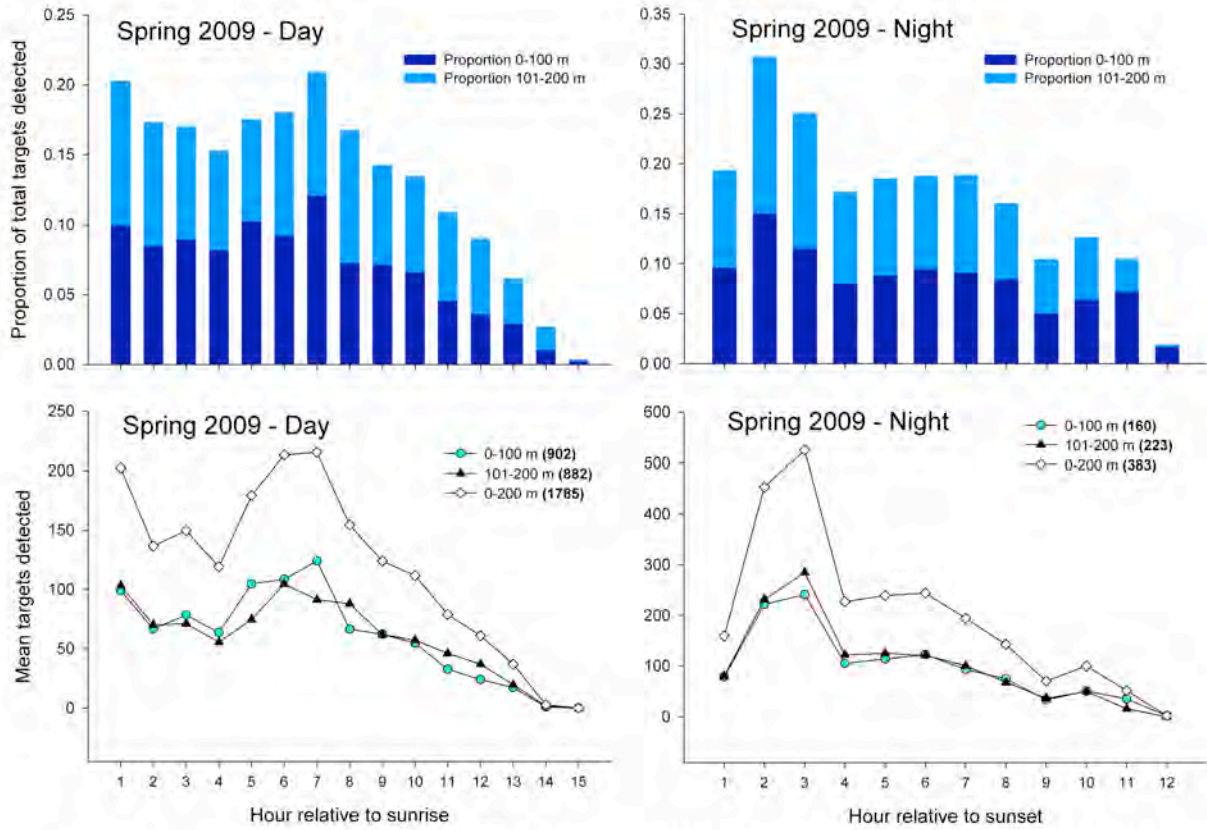 Spring 2009 - Day
Proportion 0-100 m
Proportion 101-200 m
Proportion of total targets detected
0.25
0.20
0.15
0.10
0.05
0.00
Spring 2009 - Night
Proportion 0-100 m
Proportion 101-200 m
0.35
0.30
0.25
0.20
0.15
0.10
0.05
0.00
Spring 2009 - Day
0-100 m (902)
101-200 m (882)
0-200 m (1785)
Mean targets detected
250
200
150
100
50
0
1 2 3 4 5 6 7 8 9 10 11 12 13 14 15
Hour relative to sunrise
Spring 2009 - Night
0-100 m (160)
101-200 m (223)
0-200 m (383)
600
500
400
300
200
100
0
1 2 3 4 5 6 7 8 9 10 11 12
Hour relative to sunset